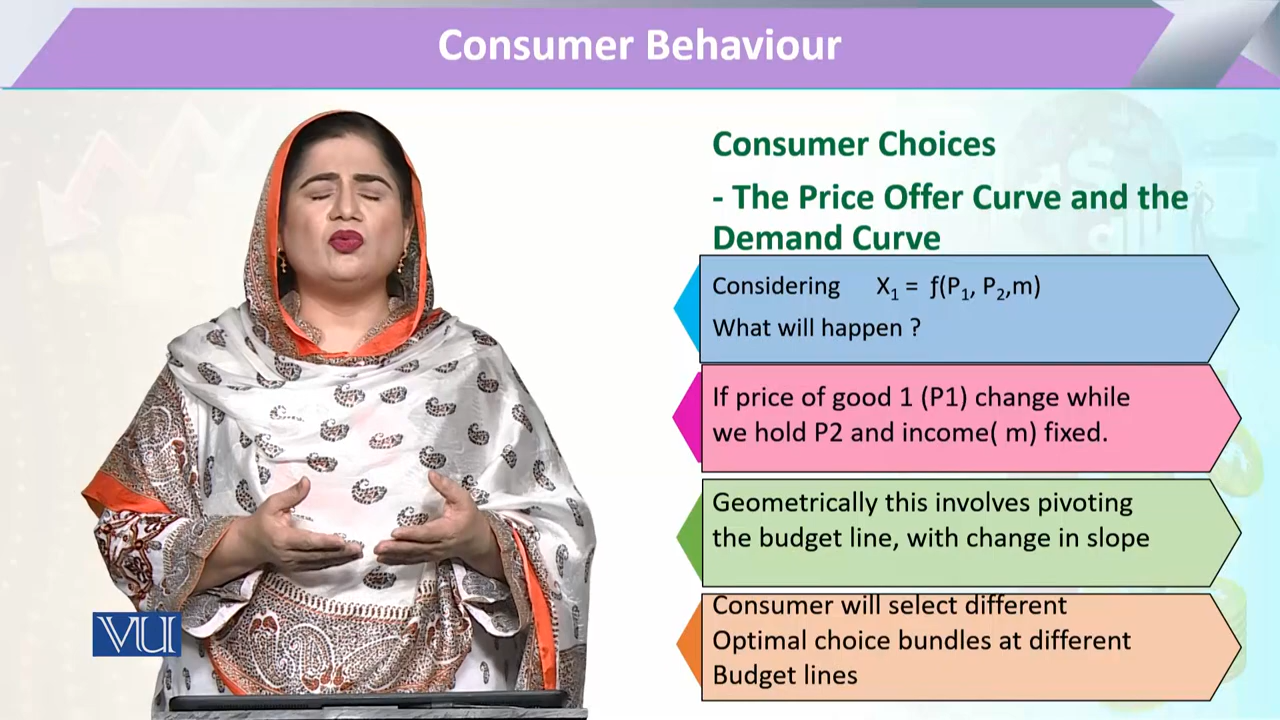 Consumer Behaviour
Consumer Choices
- The Price Offer Curve and the
Demand Curve
Considering X₁ = ƒ(P₁, P₂,m)
What will happen ?
If price of good 1 (P1) change while
we hold P2 and income( m) fixed.
Geometrically this involves pivoting
the budget line, with change in slope
Consumer will select different
Optimal choice bundles at different
Budget lines
VU